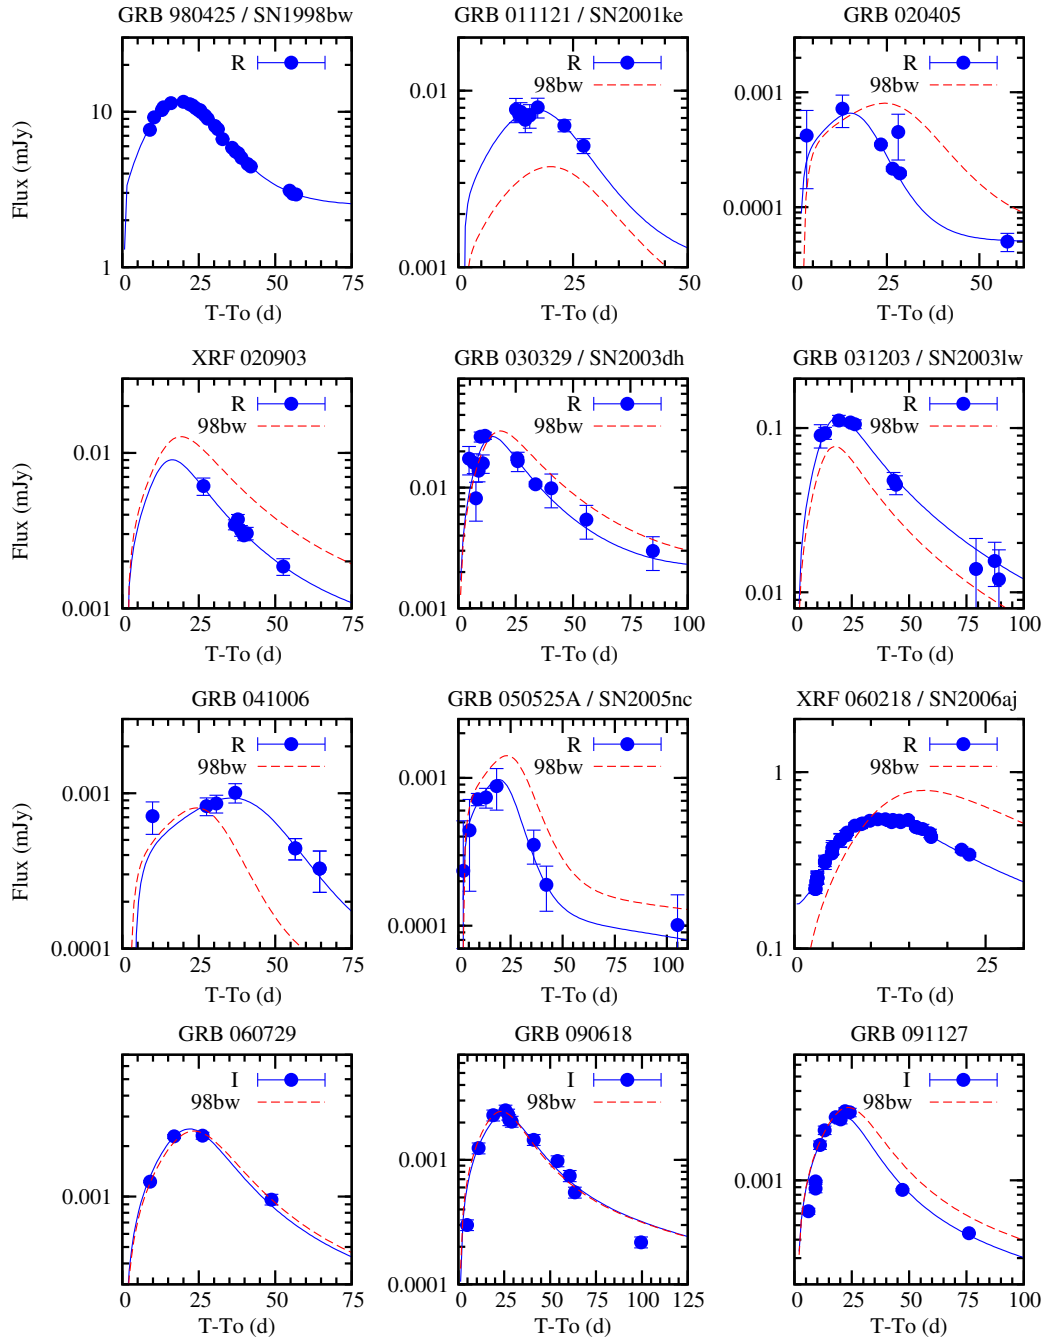 GRB 980425 / SN1998bw
R
10
1
Flux (mJy)
0 25 50 75
T-To (d)
GRB 011121 / SN2001ke
R
98bw
0.01
0.001
0 25 50
T-To (d)
GRB 020405
R
98bw
0.001
0.0001
0 25 50
T-To (d)
XRF 020903
R
98bw
0.01
0.001
Flux (mJy)
0 25 50 75
T-To (d)
GRB 030329 / SN2003dh
R
98bw
0.01
0.001
0 25 50 75 100
T-To (d)
GRB 031203 / SN2003lw
R
98bw
0.1
0.01
0 25 50 75 100
T-To (d)
GRB 041006
R
98bw
0.001
0.0001
Flux (mJy)
0 25 50 75
T-To (d)
GRB 050525A / SN2005nc
R
98bw
0.001
0.0001
0 25 50 75 100
T-To (d)
XRF 060218 / SN2006aj
R
98bw
1
0.1
0 25
T-To (d)
GRB 060729
I
98bw
0.001
0 25 50 75
T-To (d)
GRB 090618
I
98bw
0.001
0.0001
0 25 50 75 100 125
T-To (d)
GRB 091127
I
98bw
0.001
0 25 50 75 100
T-To (d)